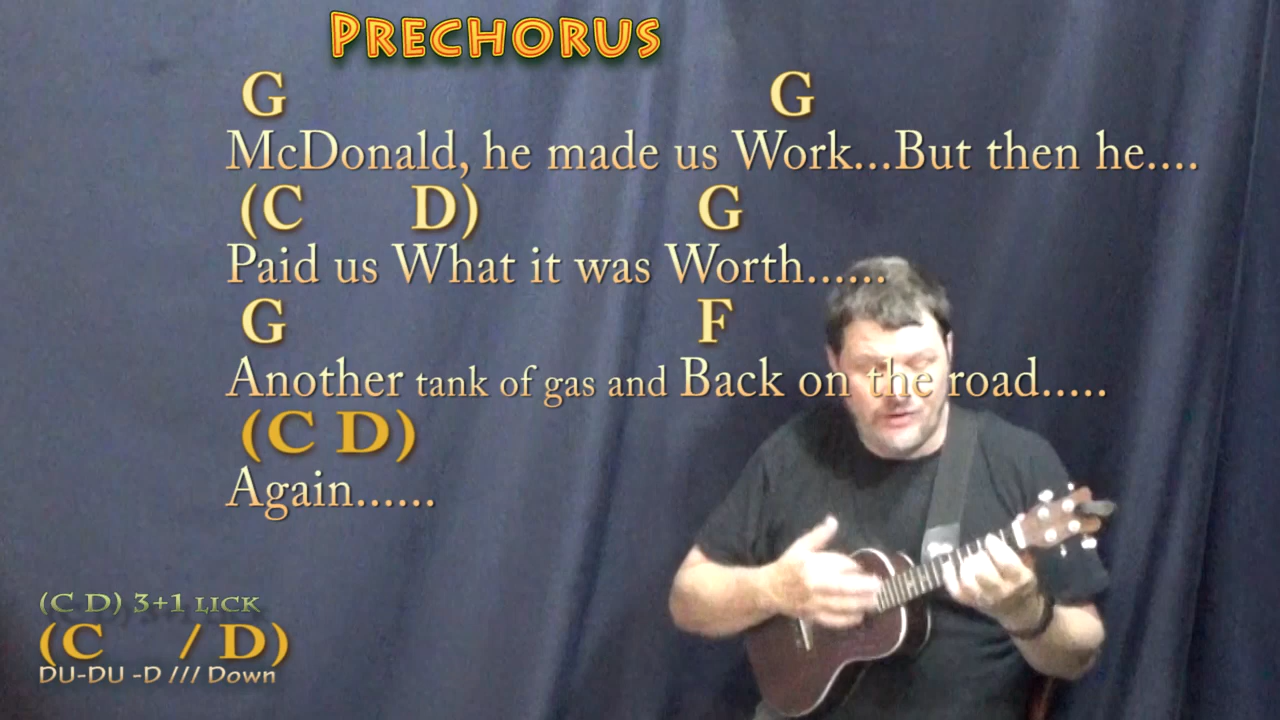 PRECHORUS
G G
McDonald, he made us Work...But then he....
(C D) G
Paid us What it was Worth......
G F
Another tank of gas and Back on the road.....
(C D)
Again......
(C D) 3+1 LICK
(C / D)
DU-DU -D /// Down